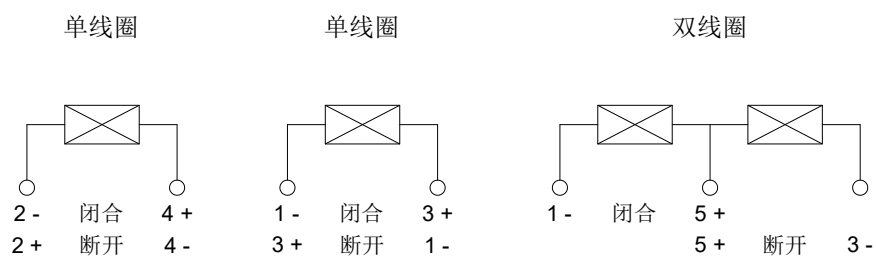 单线圈 单线圈 双线圈
2 - 闭合 4 + 1 - 闭合 3 + 1 - 闭合 5 +
2 + 断开 4 - 3 + 断开 1 - 5 + 断开 3 -